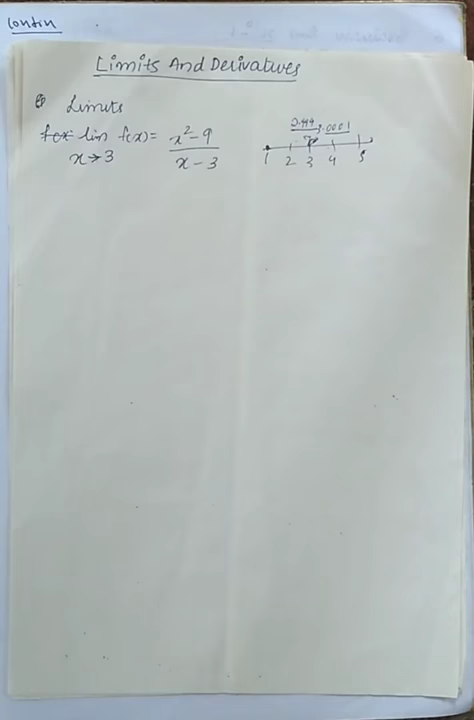 Contin
Limits And Derivatives
Limits
lim f(x) = x²-9
x→3 x-3
2.999 3.0001
1 2 3 4 5